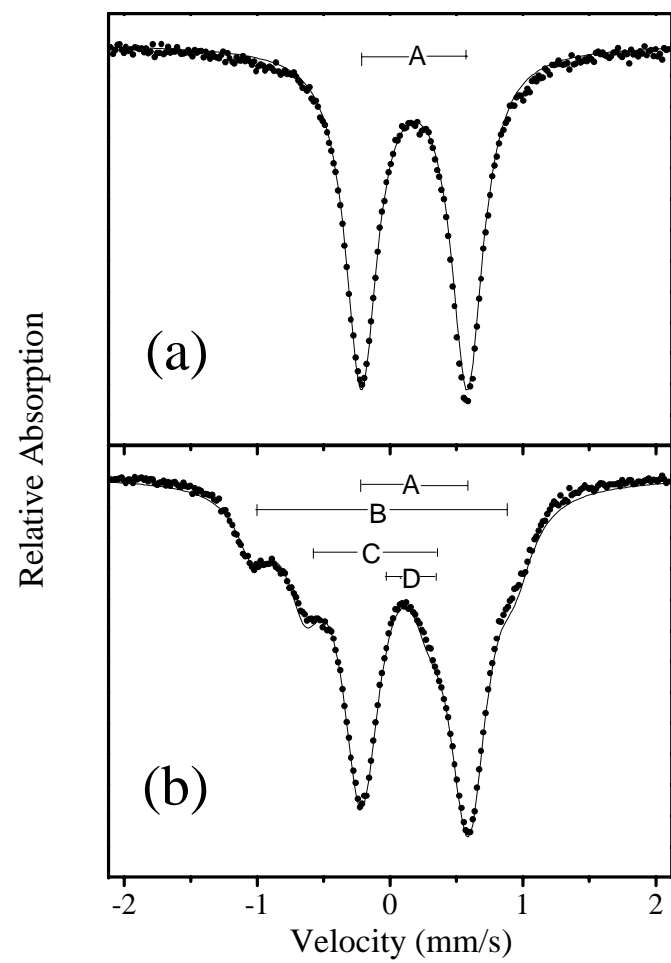 A
(a)
Relative Absorption
A
B
C
D
(b)
-2 -1 0 1 2
Velocity (mm/s)